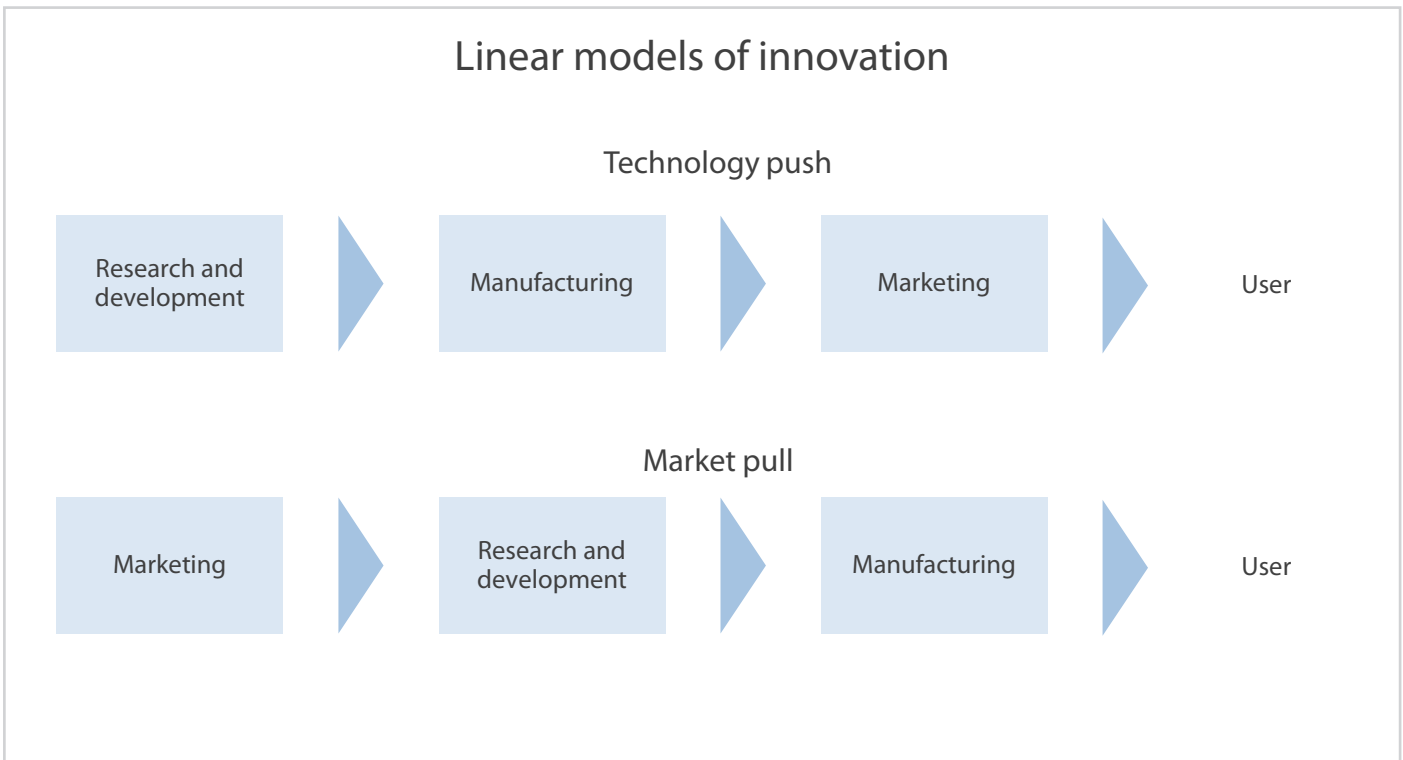 Linear models of innovation
Technology push
Research and
development
Manufacturing
Marketing
User
Market pull
Marketing
Research and
development
Manufacturing
User